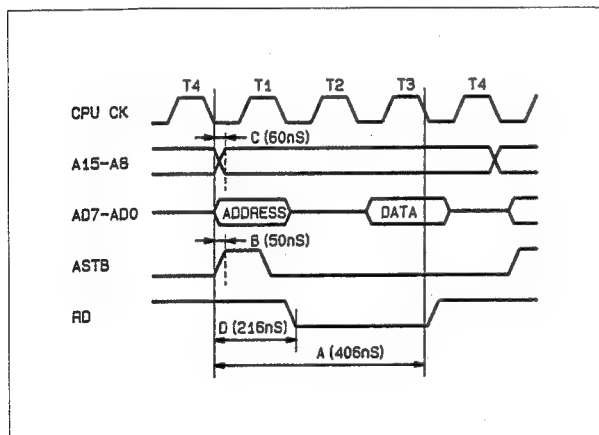 T4 T1 T2 T3 T4
CPU CK
C (60nS)
A15-A8
AD7-AD0 ADDRESS DATA
B (50nS)
ASTB
RD
D (216nS)
A (406nS)